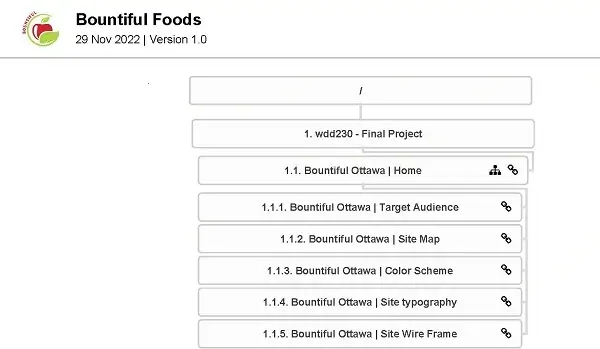 BOUNTIFUL
Bountiful Foods
29 Nov 2022 | Version 1.0
/
1. wdd230 - Final Project
1.1. Bountiful Ottawa | Home
1.1.1. Bountiful Ottawa | Target Audience
1.1.2. Bountiful Ottawa | Site Map
1.1.3. Bountiful Ottawa | Color Scheme
1.1.4. Bountiful Ottawa | Site typography
1.1.5. Bountiful Ottawa | Site Wire Frame